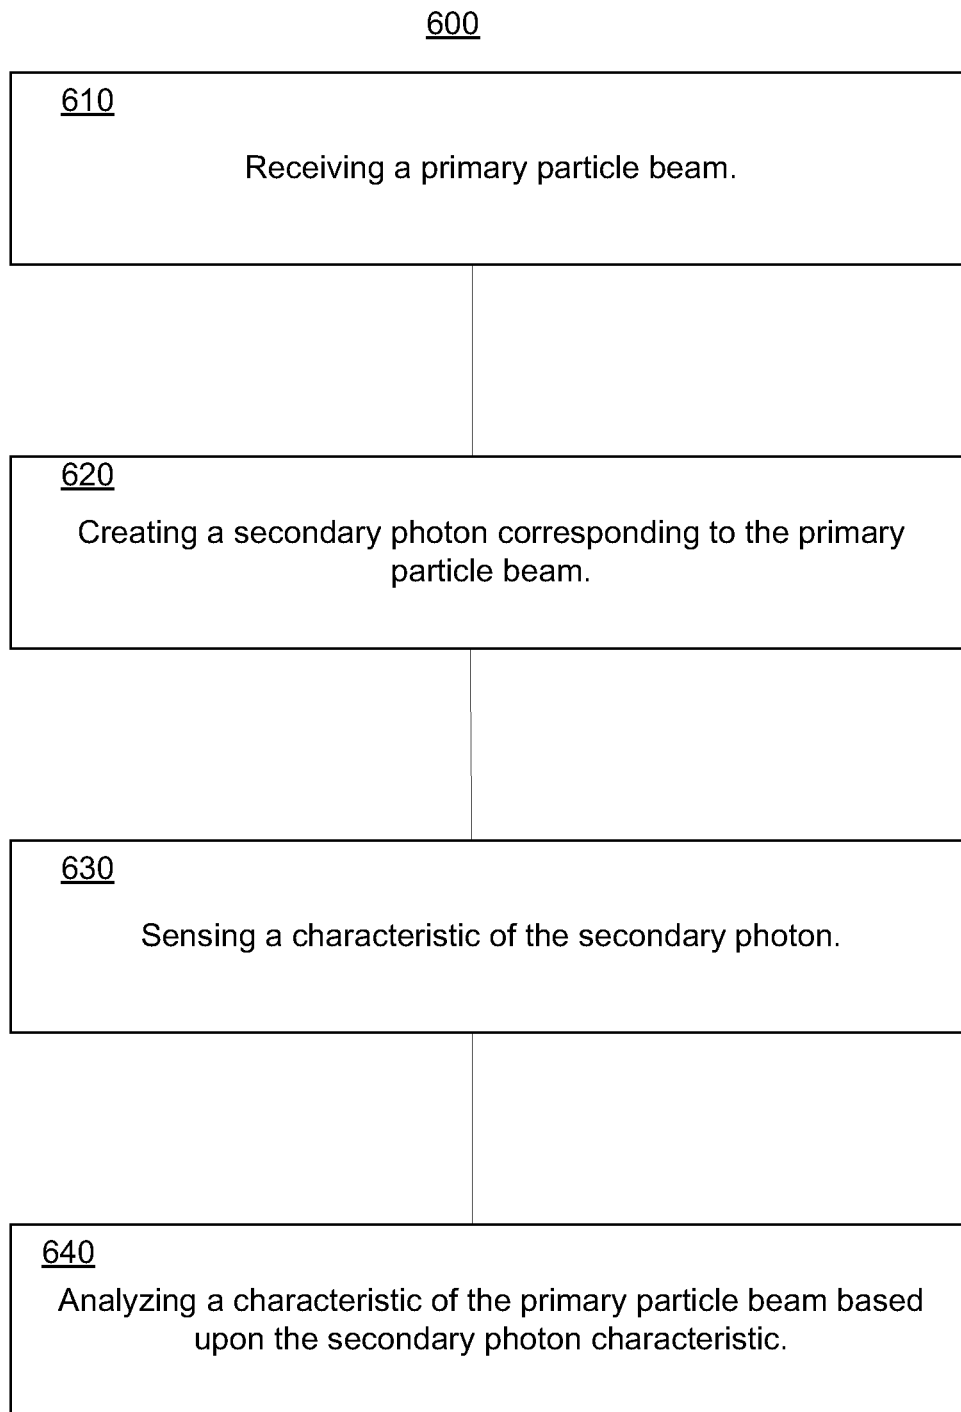 600
610
Receiving a primary particle beam.
620
Creating a secondary photon corresponding to the primary
particle beam.
630
Sensing a characteristic of the secondary photon.
640
Analyzing a characteristic of the primary particle beam based
upon the secondary photon characteristic.